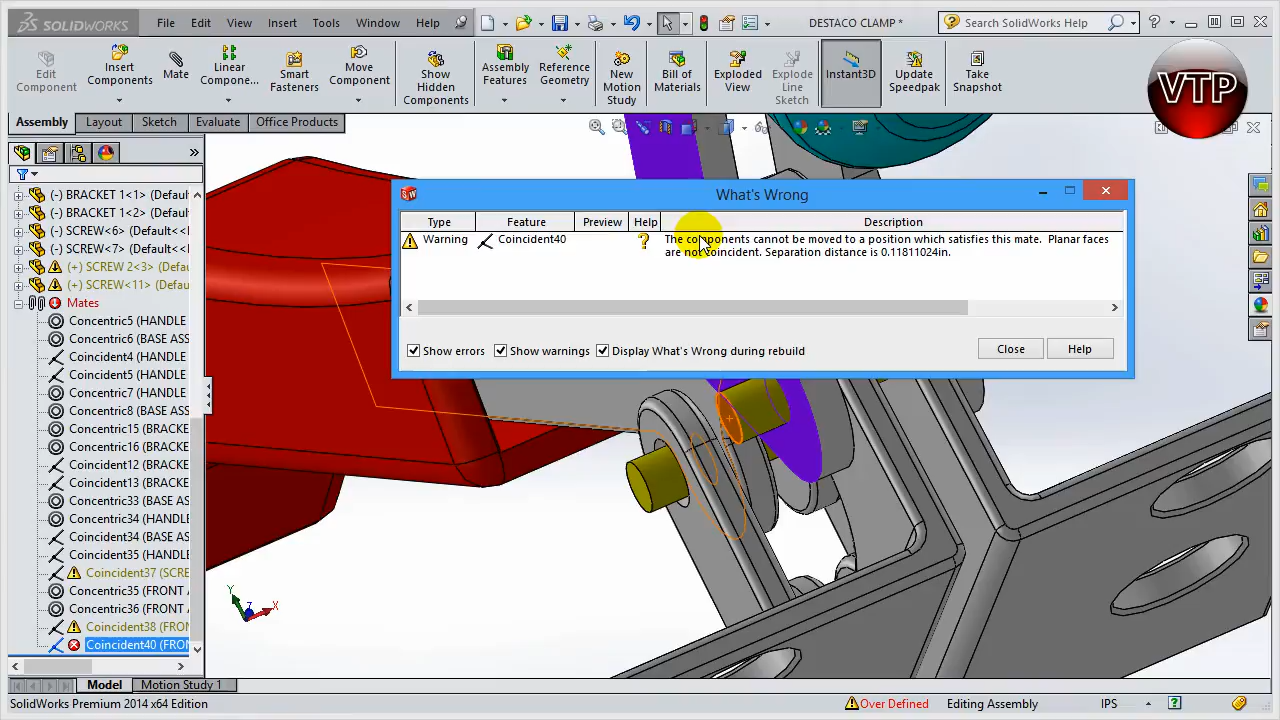 SOLIDWORKS File Edit View Insert Tools Window Help DESTACO CLAMP * Search SolidWorks Help
Edit Component
Insert Components
Mate
Linear Compone...
Smart Fasteners
Move Component
Show Hidden Components
Assembly Features
Reference Geometry
New Motion Study
Bill of Materials
Exploded View
Explode Line Sketch
Instant3D
Update Speedpak
Take Snapshot
VTP
Assembly Layout Sketch Evaluate Office Products
(-) BRACKET 1<1> (Default
(-) BRACKET 1<2> (Default
(-) SCREW<6> (Default<<
(-) SCREW<7> (Default<<
(+) SCREW 2<3> (Defaul
(+) SCREW<11> (Default
Mates
Concentric5 (HANDLE
Concentric6 (BASE ASS
Coincident4 (HANDLE
Coincident5 (HANDLE
Concentric7 (HANDLE
Concentric8 (BASE ASS
Concentric15 (BRACKE
Concentric16 (BRACKE
Coincident12 (BRACKE
Coincident13 (BRACKE
Concentric33 (BASE AS
Concentric34 (HANDL
Coincident34 (BASE AS
Coincident35 (HANDL
Coincident37 (SCRE
Concentric35 (FRONT A
Concentric36 (FRONT A
Coincident38 (FRO
Coincident40 (FRON
What's Wrong
Type Feature Preview Help Description
Warning Coincident40 The components cannot be moved to a position which satisfies this mate. Planar faces
are not coincident. Separation distance is 0.11811024in.
Show errors Show warnings Display What's Wrong during rebuild Close Help
Y X Z
Model Motion Study 1
SolidWorks Premium 2014 x64 Edition Over Defined Editing Assembly IPS